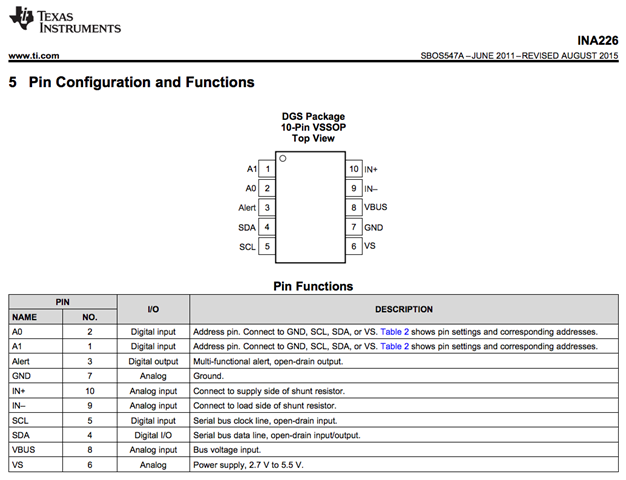 TEXAS
INSTRUMENTS
INA226
www.ti.com
SBOS547A –JUNE 2011–REVISED AUGUST 2015
5 Pin Configuration and Functions
DGS Package
10-Pin VSSOP
Top View
A1 1 10 IN+
A0 2 9 IN–
Alert 3 8 VBUS
SDA 4 7 GND
SCL 5 6 VS
Pin Functions
PIN I/O DESCRIPTION
NAME NO.
A0 2 Digital input Address pin. Connect to GND, SCL, SDA, or VS. Table 2 shows pin settings and corresponding addresses.
A1 1 Digital input Address pin. Connect to GND, SCL, SDA, or VS. Table 2 shows pin settings and corresponding addresses.
Alert 3 Digital output Multi-functional alert, open-drain output.
GND 7 Analog Ground.
IN+ 10 Analog input Connect to supply side of shunt resistor.
IN– 9 Analog input Connect to load side of shunt resistor.
SCL 5 Digital input Serial bus clock line, open-drain input.
SDA 4 Digital I/O Serial bus data line, open-drain input/output.
VBUS 8 Analog input Bus voltage input.
VS 6 Analog Power supply, 2.7 V to 5.5 V.